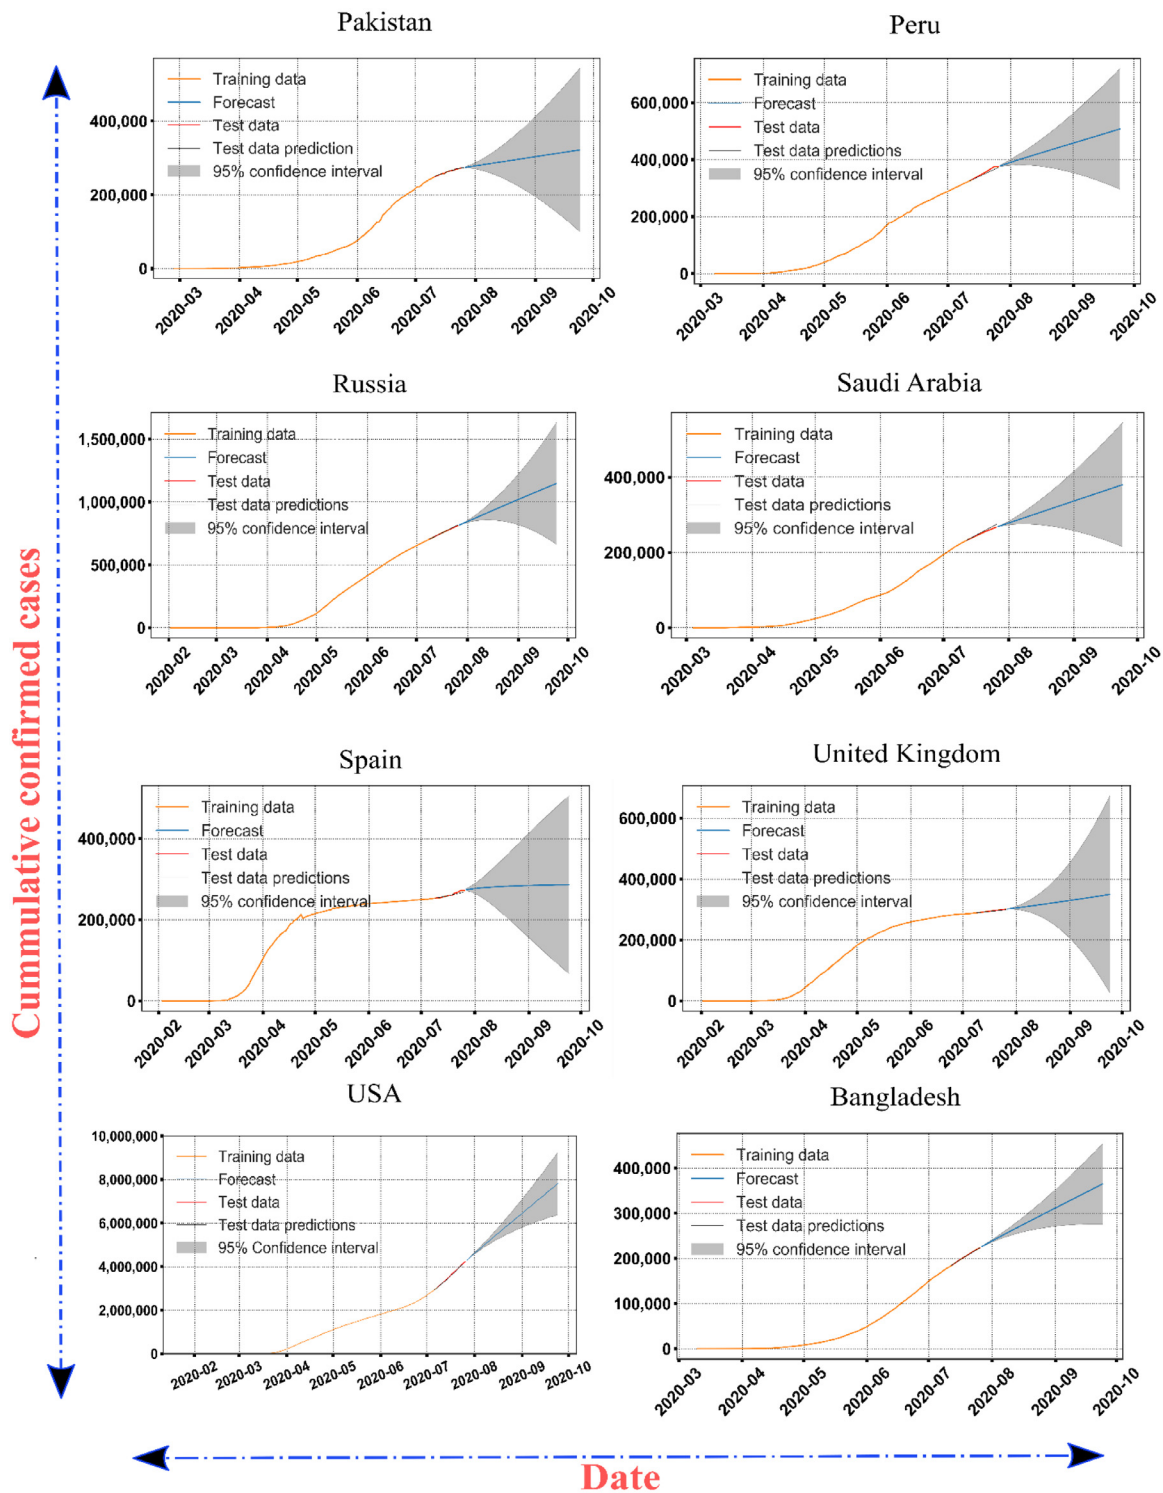 Pakistan
Training data
Forecast
Test data
Test data prediction
95% confidence interval
400,000
200,000
0
2020-03
2020-04
2020-05
2020-06
2020-07
2020-08
2020-09
2020-10
Peru
Training data
Forecast
Test data
Test data predictions
95% confidence interval
600,000
400,000
200,000
0
2020-03
2020-04
2020-05
2020-06
2020-07
2020-08
2020-09
2020-10
Russia
Training data
Forecast
Test data
Test data predictions
95% confidence interval
1,500,000
1,000,000
500,000
0
2020-02
2020-03
2020-04
2020-05
2020-06
2020-07
2020-08
2020-09
2020-10
Saudi Arabia
Training data
Forecast
Test data
Test data predictions
95% confidence interval
400,000
200,000
0
2020-03
2020-04
2020-05
2020-06
2020-07
2020-08
2020-09
2020-10
Spain
Training data
Forecast
Test data
Test data predictions
95% confidence interval
400,000
200,000
0
2020-02
2020-03
2020-04
2020-05
2020-06
2020-07
2020-08
2020-09
2020-10
United Kingdom
Training data
Forecast
Test data
Test data predictions
95% confidence interval
600,000
400,000
200,000
0
2020-02
2020-03
2020-04
2020-05
2020-06
2020-07
2020-08
2020-09
2020-10
USA
Training data
Forecast
Test data
Test data predictions
95% Confidence interval
10,000,000
8,000,000
6,000,000
4,000,000
2,000,000
0
2020-02
2020-03
2020-04
2020-05
2020-06
2020-07
2020-08
2020-09
2020-10
Bangladesh
Training data
Forecast
Test data
Test data predictions
95% confidence interval
400,000
300,000
200,000
100,000
0
2020-03
2020-04
2020-05
2020-06
2020-07
2020-08
2020-09
2020-10
Cummulative confirmed cases
Date